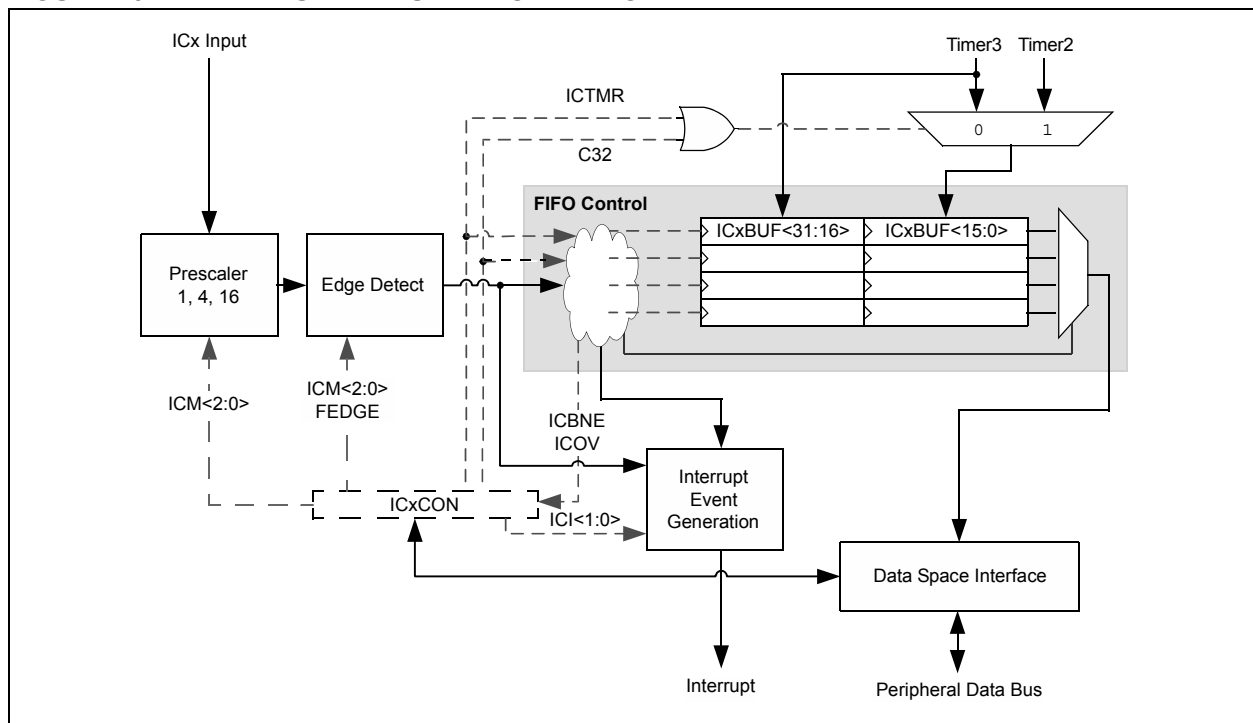 ICx Input
Timer3 Timer2
ICTMR
0 1
C32
FIFO Control
ICxBUF<31:16> ICxBUF<15:0>
Prescaler
1, 4, 16
Edge Detect
ICM<2:0>
ICM<2:0>
FEDGE
ICBNE
ICOV
Interrupt
Event
Generation
ICxCON
ICI<1:0>
Data Space Interface
Interrupt
Peripheral Data Bus